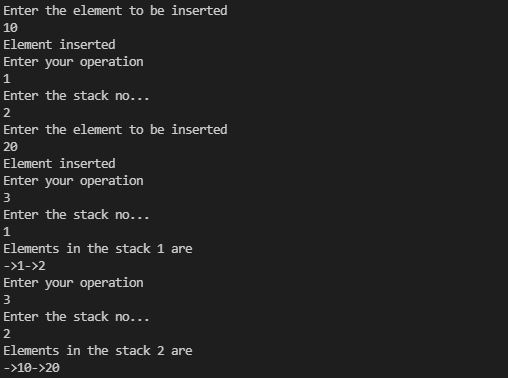 Enter the element to be inserted
10
Element inserted
Enter your operation
1
Enter the stack no...
2
Enter the element to be inserted
20
Element inserted
Enter your operation
3
Enter the stack no...
1
Elements in the stack 1 are
->1->2
Enter your operation
3
Enter the stack no...
2
Elements in the stack 2 are
->10->20